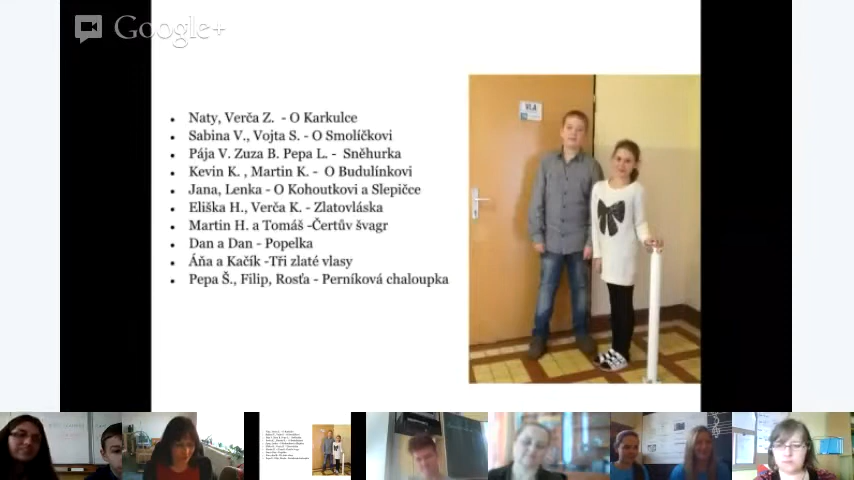 Google+
Naty, Verča Z. - O Karkulce
Sabina V., Vojta S. - O Smolíčkovi
Pája V. Zuza B. Pepa L. - Sněhurka
Kevin K. , Martin K. - O Budulínkovi
Jana, Lenka - O Kohoutkovi a Slepičce
Eliška H., Verča K. - Zlatovláska
Martin H. a Tomáš -Čertův švagr
Dan a Dan - Popelka
Áňa a Kačík -Tři zlaté vlasy
Pepa Š., Filip, Rosťa - Perníková chaloupka
VI.A